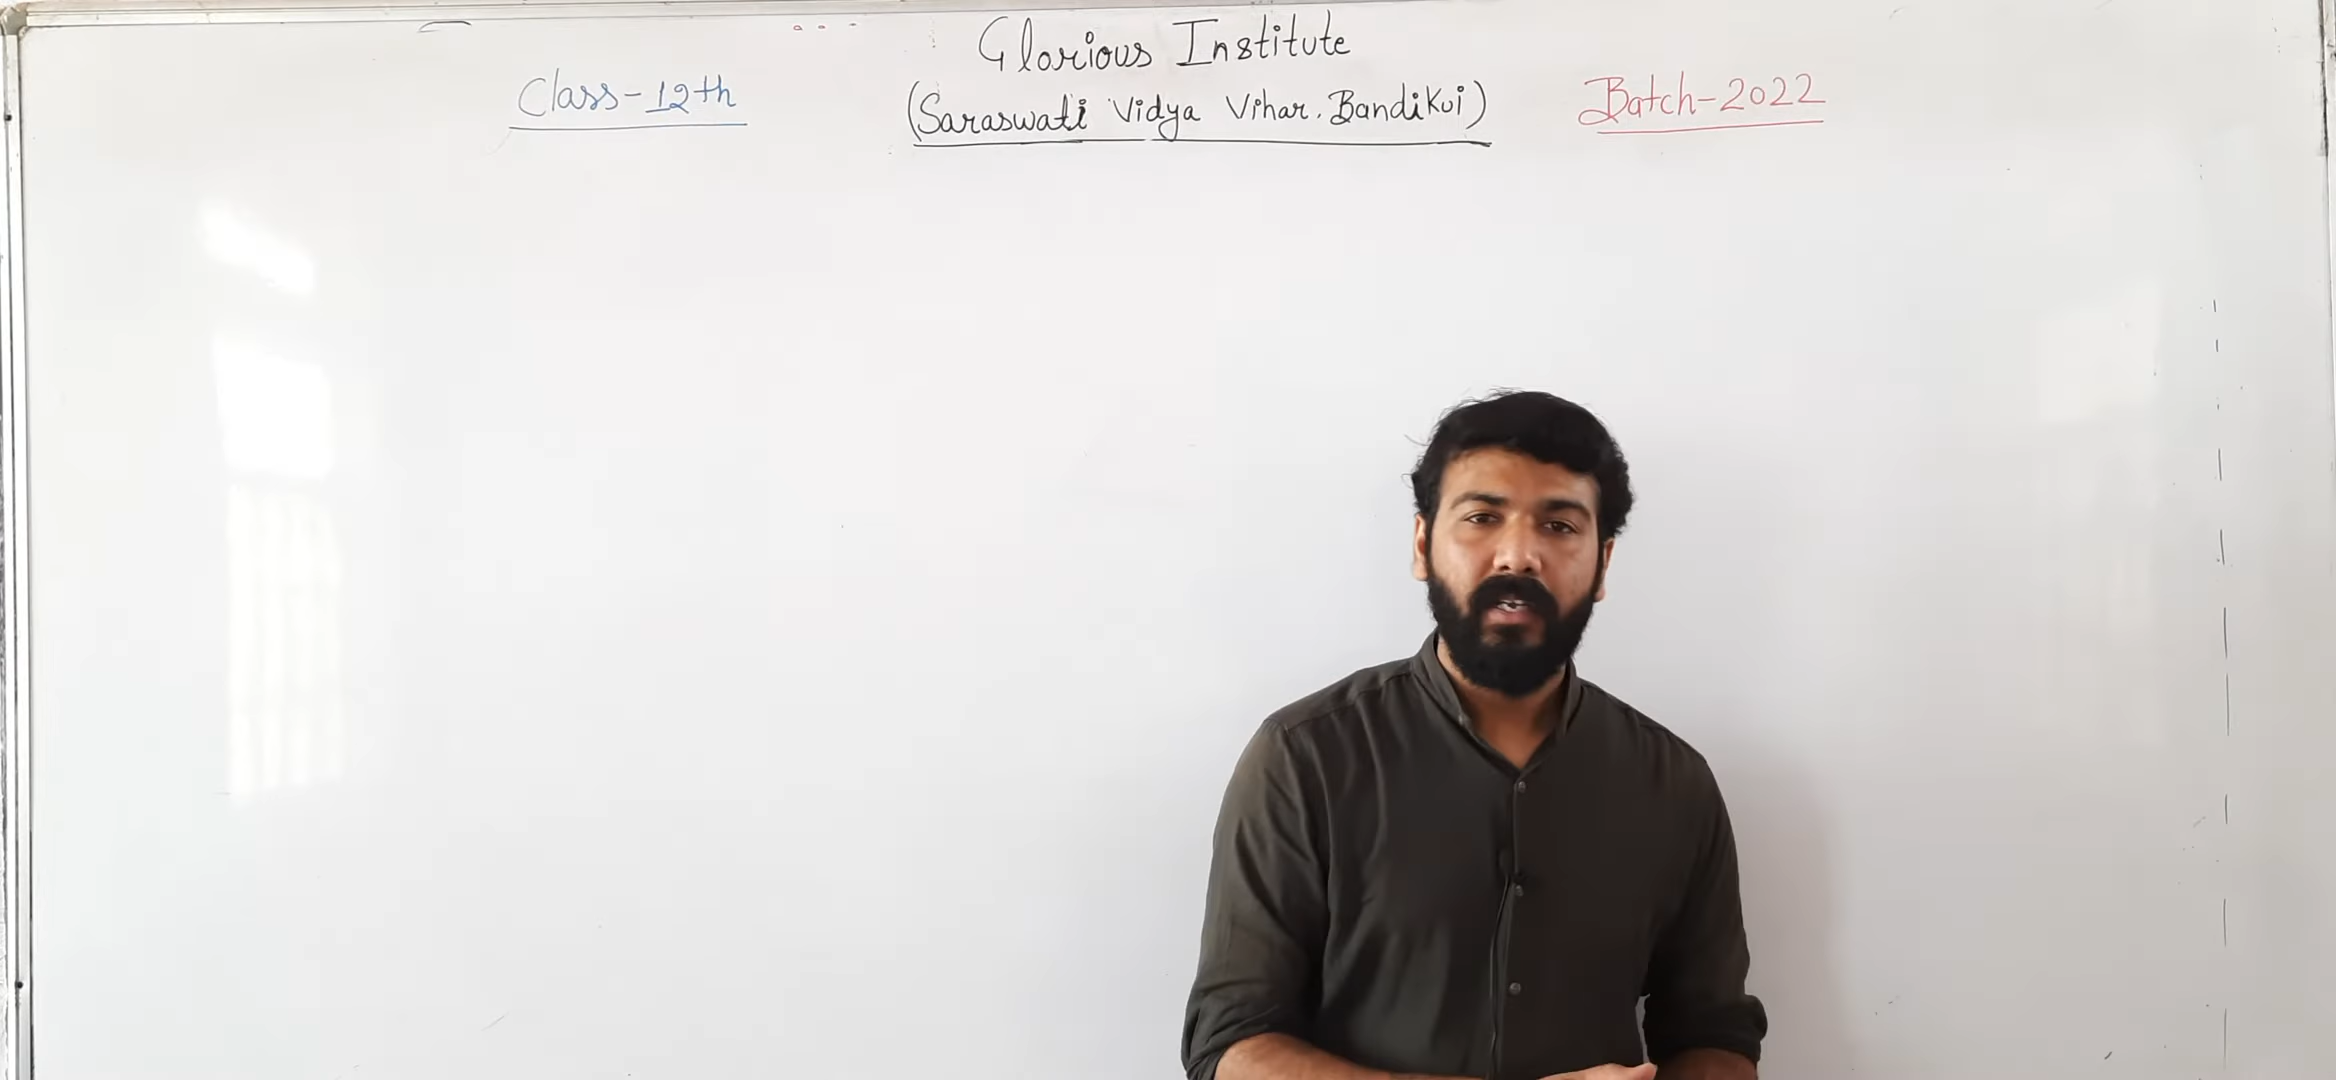 Glorious Institute
Class-12th
(Saraswati Vidya Vihar. Bandikui)
Batch-2022